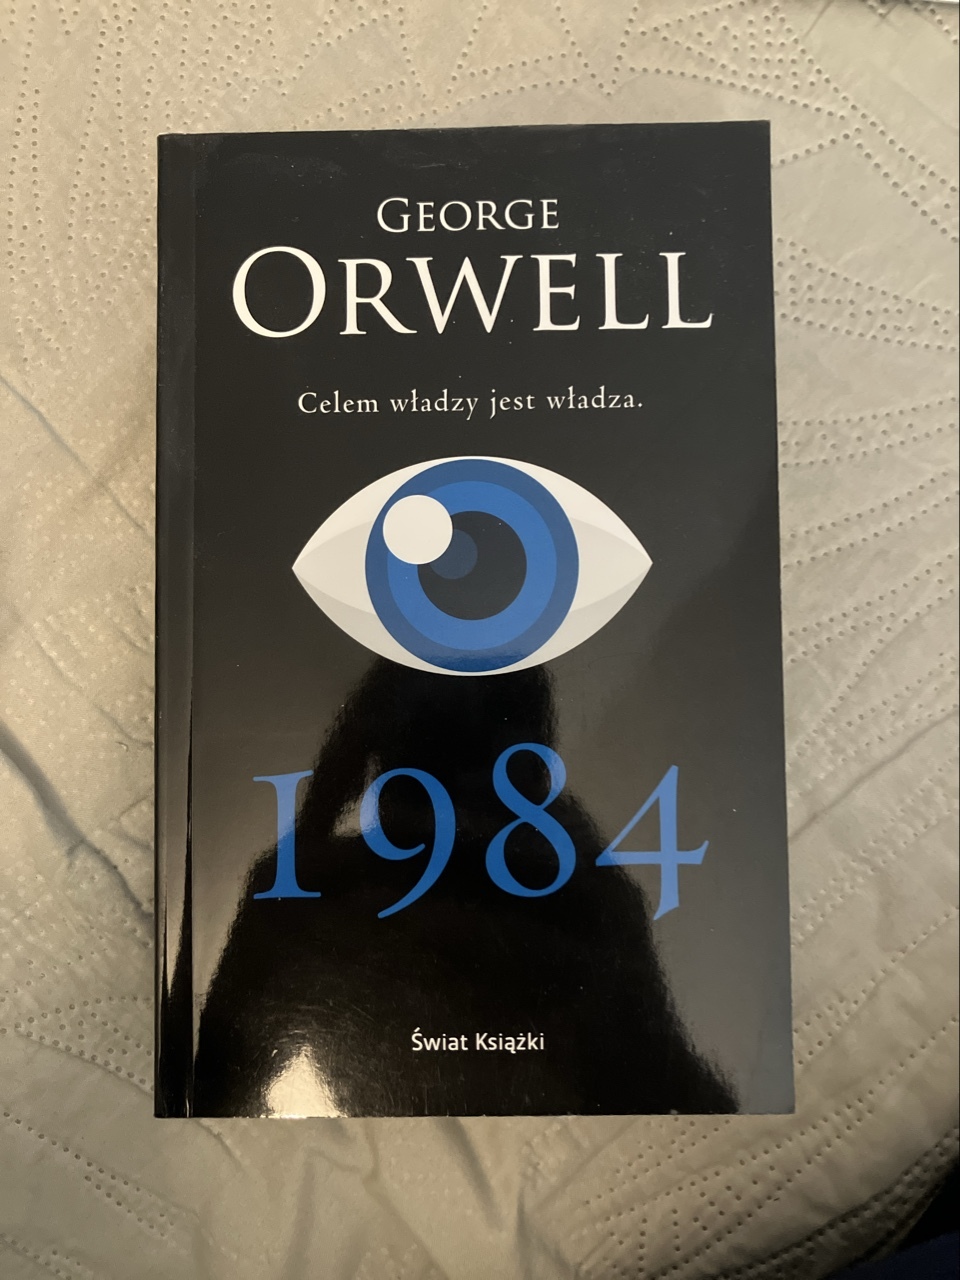 GEORGE
ORWELL
Celem władzy jest władza.
1984
Świat Książki